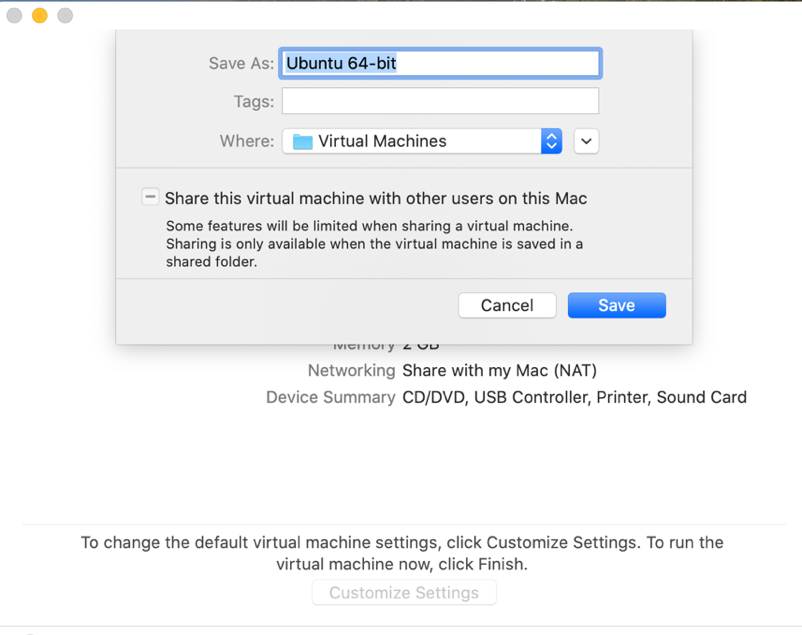 Save As: Ubuntu 64-bit
Tags:
Where: Virtual Machines
Share this virtual machine with other users on this Mac
Some features will be limited when sharing a virtual machine.
Sharing is only available when the virtual machine is saved in a
shared folder.
Cancel Save
Memory 2 GB
Networking Share with my Mac (NAT)
Device Summary CD/DVD, USB Controller, Printer, Sound Card
To change the default virtual machine settings, click Customize Settings. To run the
virtual machine now, click Finish.
Customize Settings